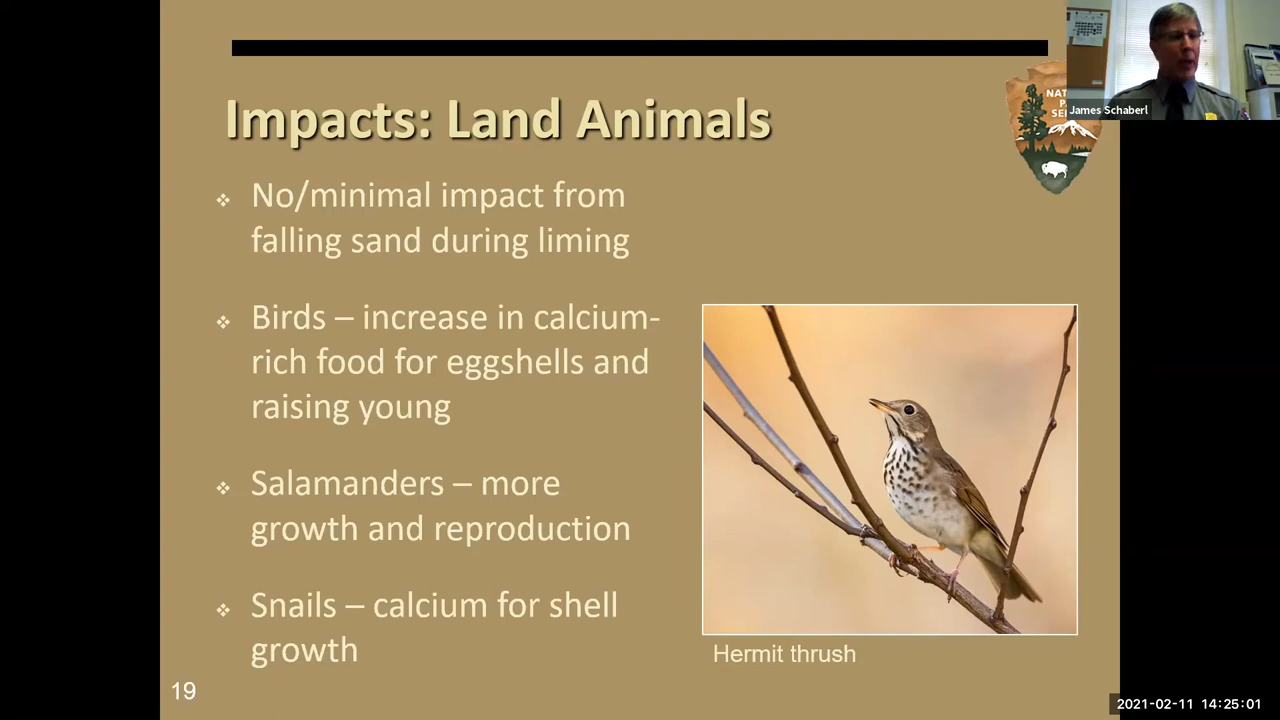 Impacts: Land Animals
NAT
P
SE
James Schaberl
❖ No/minimal impact from
falling sand during liming
❖ Birds – increase in calcium-
rich food for eggshells and
raising young
❖ Salamanders – more
growth and reproduction
❖ Snails – calcium for shell
growth
Hermit thrush
19
2021-02-11 14:25:01